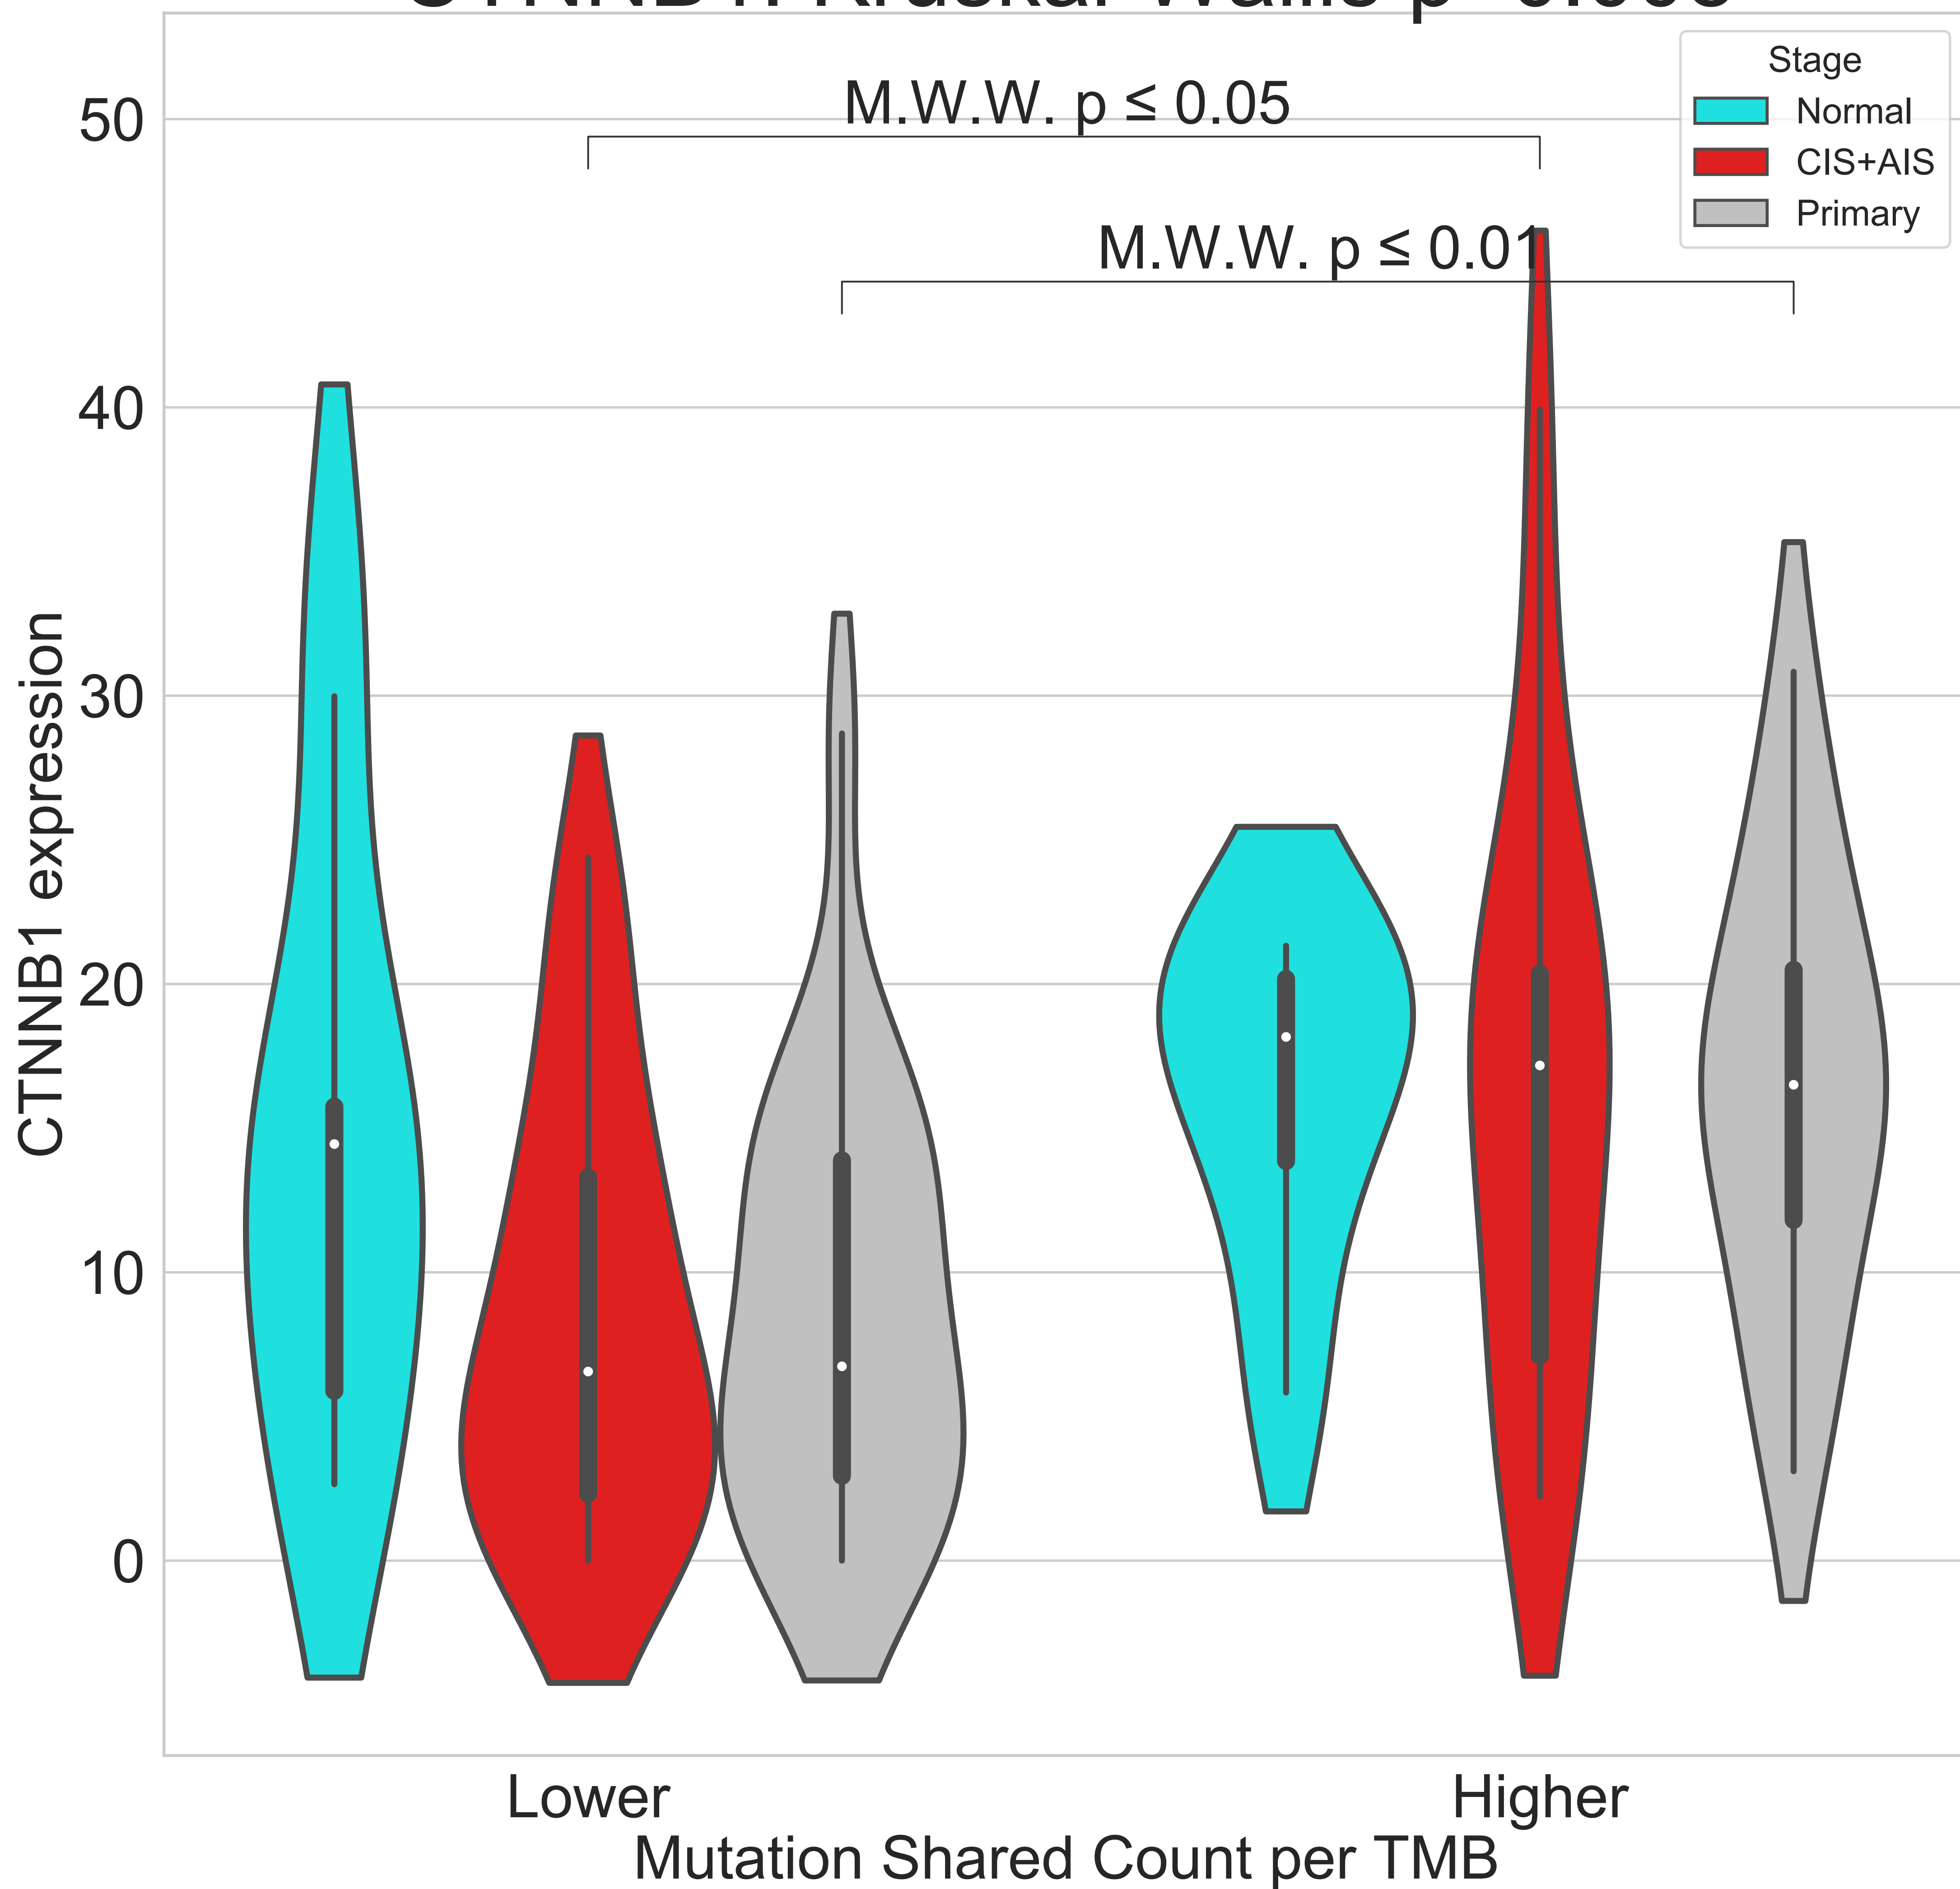 Stage
Normal
CIS+AIS
Primary
M.W.W. p ≤ 0.05
M.W.W. p ≤ 0.01
50
40
30
20
10
0
CTNNB1 expression
Lower
Higher
Mutation Shared Count per TMB